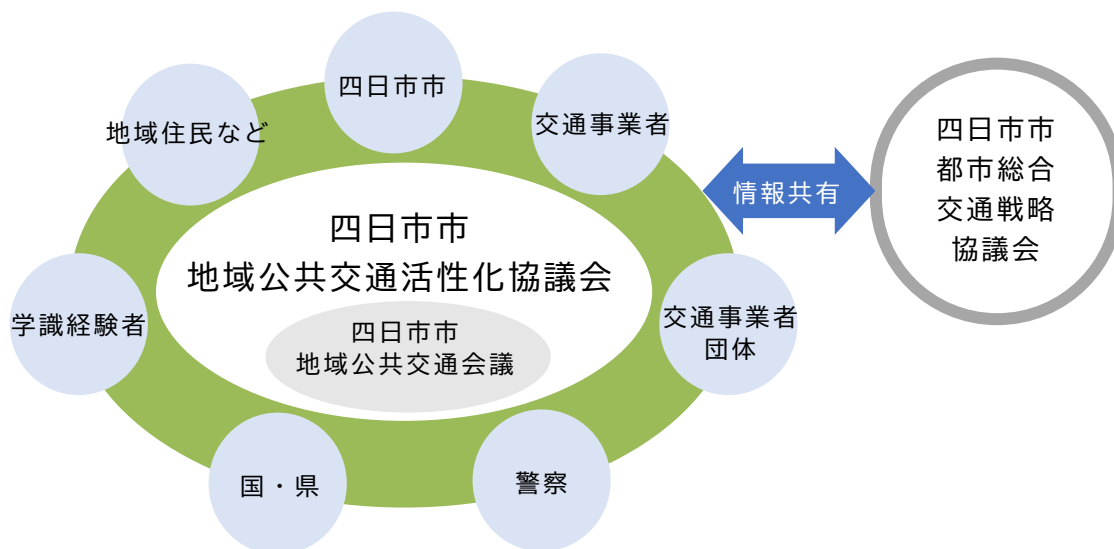 四日市市
地域住民など
交通事業者
四日市市
都市総合
交通戦略
協議会
情報共有
四日市市
地域公共交通活性化協議会
学識経験者
四日市市
地域公共交通会議
交通事業者
団体
国・県
警察